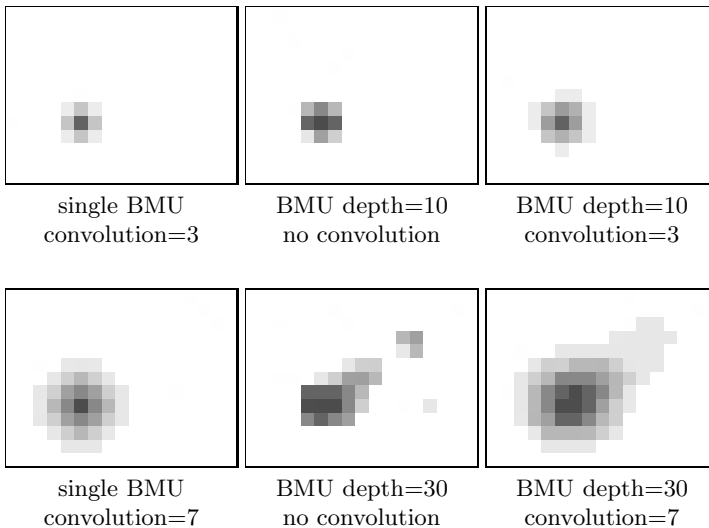 single BMU
convolution=3
BMU depth=10
no convolution
BMU depth=10
convolution=3
single BMU
convolution=7
BMU depth=30
no convolution
BMU depth=30
convolution=7